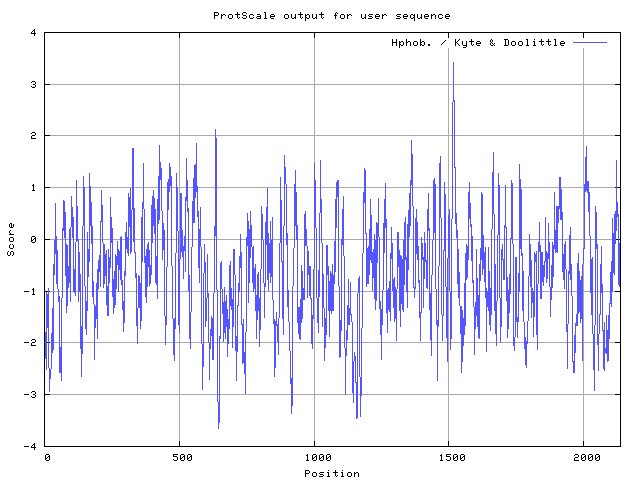 ProtScale output for user sequence
Hphob. / Kyte & Doolittle
4
3
2
1
0
-1
-2
-3
-4
Score
0 500 1000 1500 2000
Position